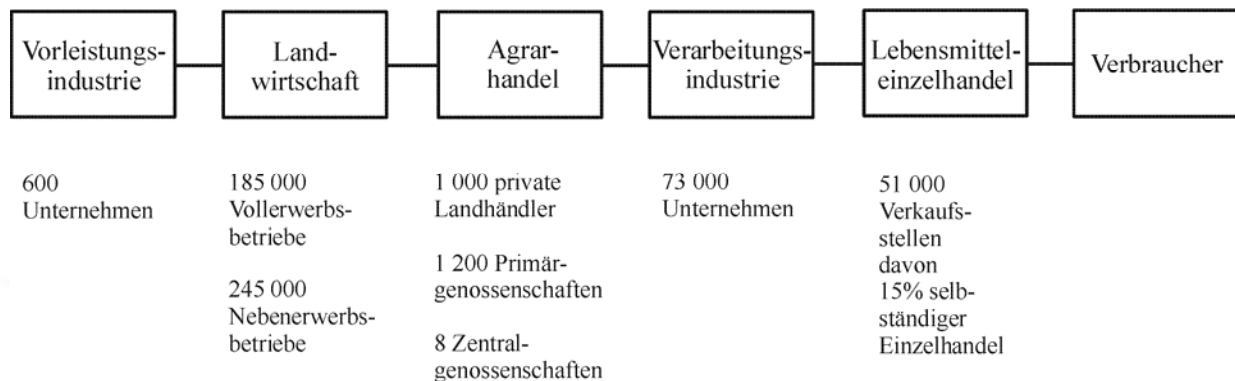 Vorleistungs-
industrie
Land-
wirtschaft
Agrar-
handel
Verarbeitungs-
industrie
Lebensmittel-
einzelhandel
Verbraucher
600
Unternehmen
185 000
Vollerwerbs-
betriebe
245 000
Nebenerwerbs-
betriebe
1 000 private
Landhändler
1 200 Primär-
genossenschaften
8 Zentral-
genossenschaften
73 000
Unternehmen
51 000
Verkaufs-
stellen
davon
15% selb-
ständiger
Einzelhandel